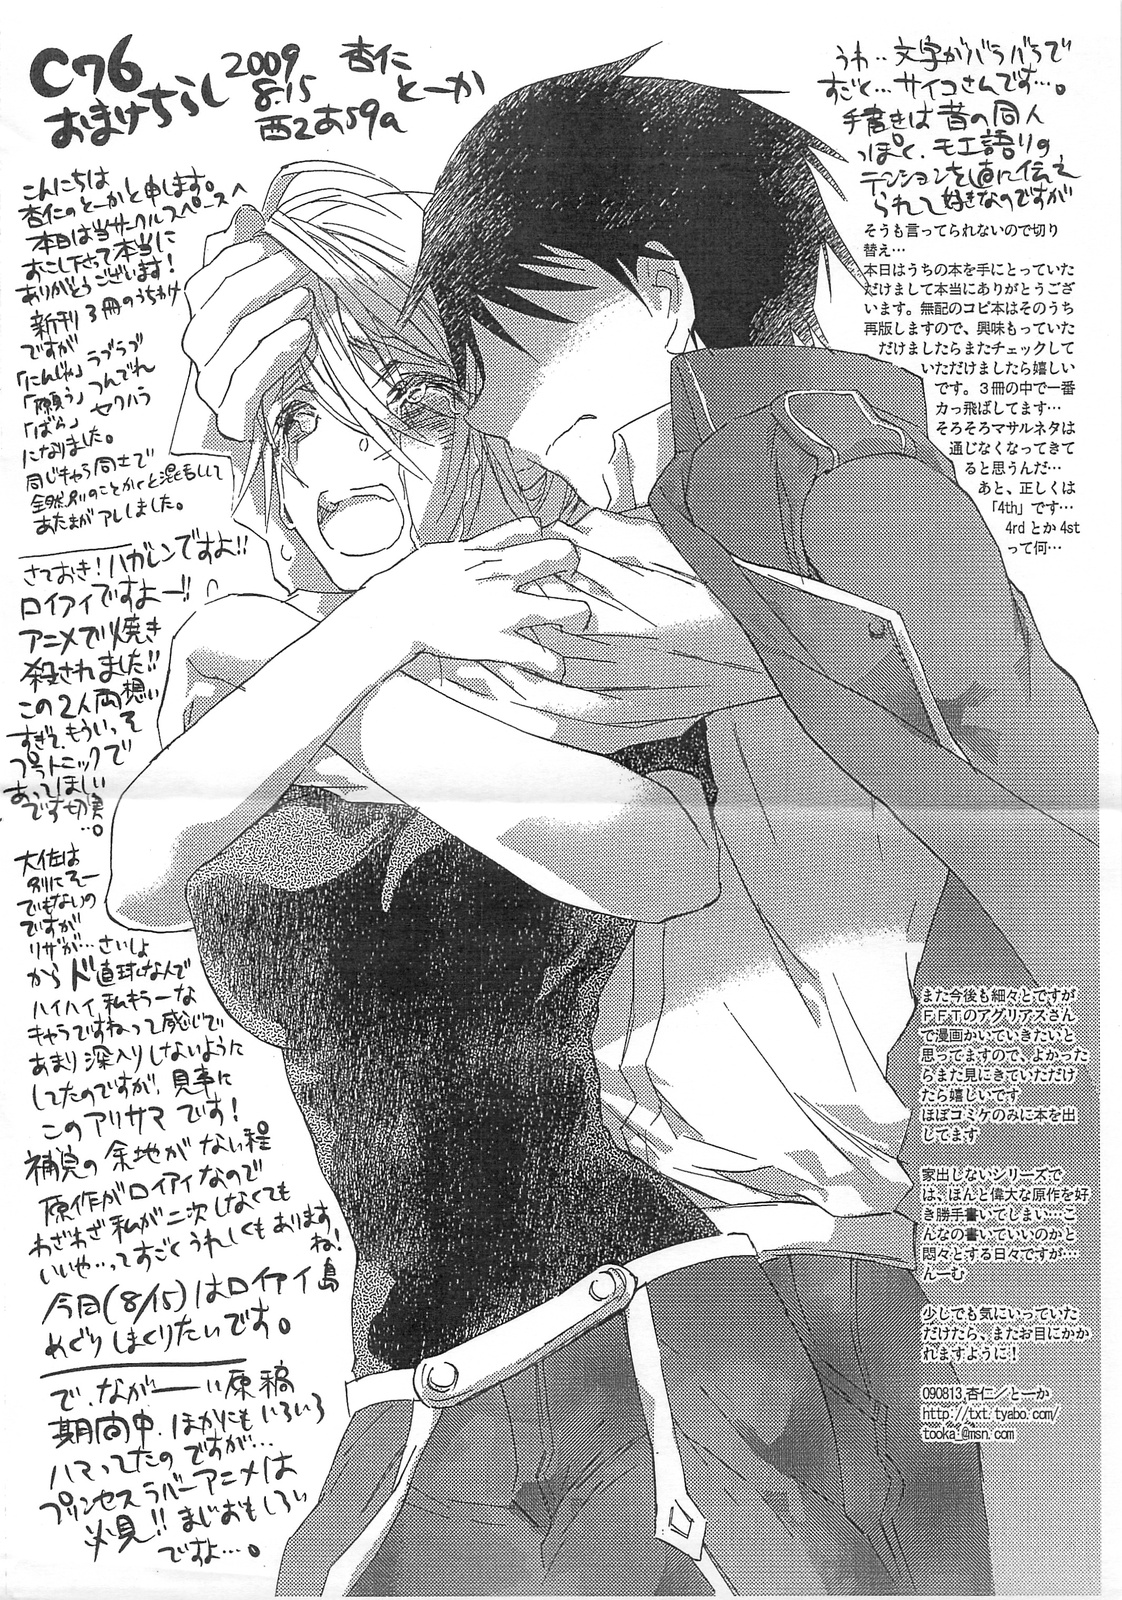 C76
おまけちらし
2009
8.15
西2あ59a
杏仁
とーか
こんにちは
杏仁のとーかと申します。
本日は当サークルスペースへ
おこし下さって本当に
ありがとうございます!
新刊3冊のうちわけ
ですが
「にんじゃ」ラブラブ
「願う」つんでれ
「ばら」セクハラ
になりました。
同じキャラ同士で
全然別のことかくと混乱して
あたまがアレしました。
さておき!ハガレンですよ!!
ロイアイですよー!!
アニメで焼き
殺されました!!
この2人両想い
すぎて、もういっそ
プラトニックで
あってほしい
です切実
…。
大佐は
別にそー
でもないの
ですが
リザが…さいしょ
からド直球なんで
ハイハイ私キラーな
キャラですねって感じで
あまり深入りしないように
してたのですが、見事に
このアリサマです!
補完の余地がない程
原作がロイアイなので
わざわざ私が二次しなくても
いいや…ってすごくうれしくもありますね!
今日(8/15)はロイアイ島
めぐりしまくりたいです。
で、ながーーい原稿
期間中、ほかにもいろいろ
ハマってたのですが…
プリンセスラバーアニメは
必見!!まじおもしろい
ですよ…。
うわ…文字がバラバラで
すごと…サイコさんです…。
手書きは昔の同人
っぽく、モエ語りの
テンションを直に伝え
られて好きなのですが
そうも言ってられないので切り
替え…
本日はうちの本を手にとっていた
だけまして本当にありがとうござ
います。無配のコピ本はそのうち
再版しますので、興味もっていた
だけましたらまたチェックして
いただけましたら嬉しい
です。3冊の中で一番
カっ飛ばしてます…
そろそろマサルネタは
通じなくなってきて
ると思うんだ…
あと、正しくは
「4th」です…
4rdとか4st
って何…
また今後も細々とですが
FFTのアグリアスさん
で漫画かいていきたいと
思ってますので、よかった
らまた見にきていただけ
たら嬉しいです
ほぼコミケのみに本を出
してます
家出しないシリーズで
は、ほんと偉大な原作を好
き勝手書いてしまい…こ
んなの書いていいのかと
悶々とする日々ですが…
んーむ
少しでも気にいっていた
だけたら、またお目にかか
れますように!
090813 杏仁/とーか
http://txt.tyabo.com/
tooka_@msn.com